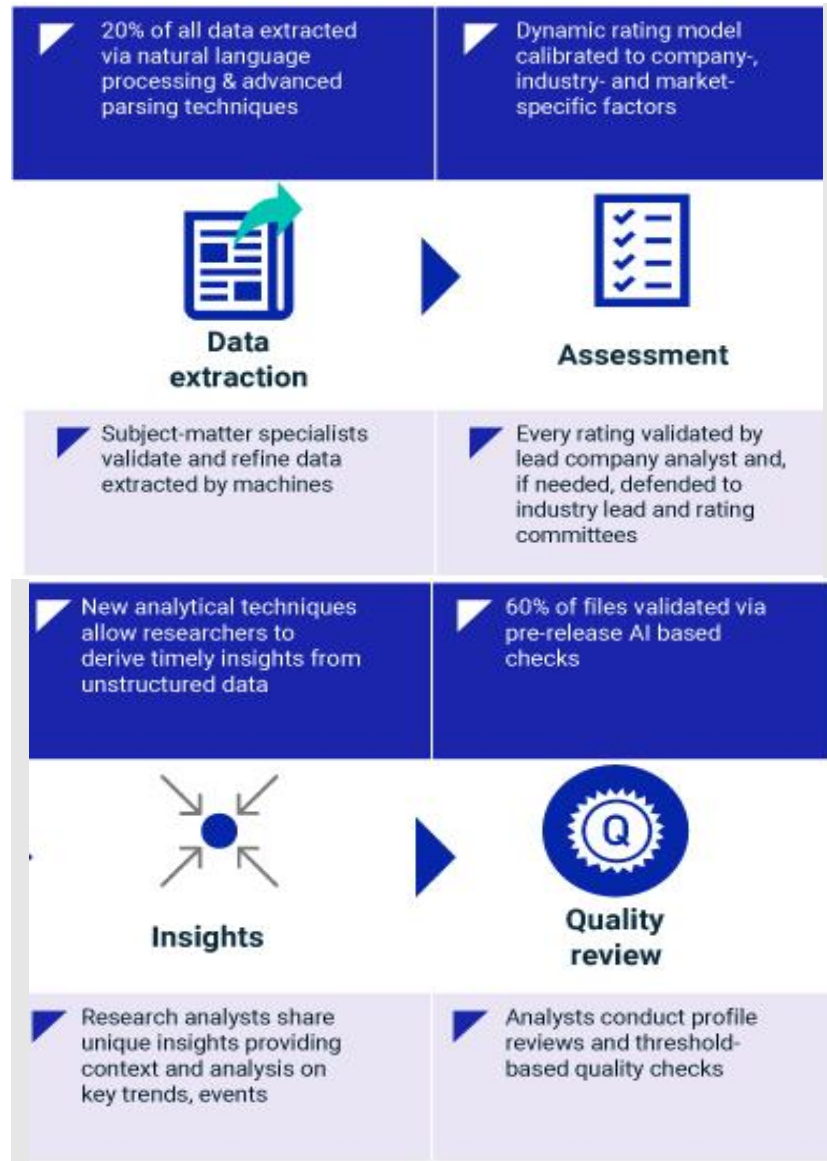 20% of all data extracted
via natural language
processing & advanced
parsing techniques
Dynamic rating model
calibrated to company-,
industry- and market-
specific factors
Data
extraction
Assessment
Subject-matter specialists
validate and refine data
extracted by machines
Every rating validated by
lead company analyst and,
if needed, defended to
industry lead and rating
committees
New analytical techniques
allow researchers to
derive timely insights from
unstructured data
60% of files validated via
pre-release AI based
checks
Q
Insights
Quality
review
Research analysts share
unique insights providing
context and analysis on
key trends, events
Analysts conduct profile
reviews and threshold-
based quality checks